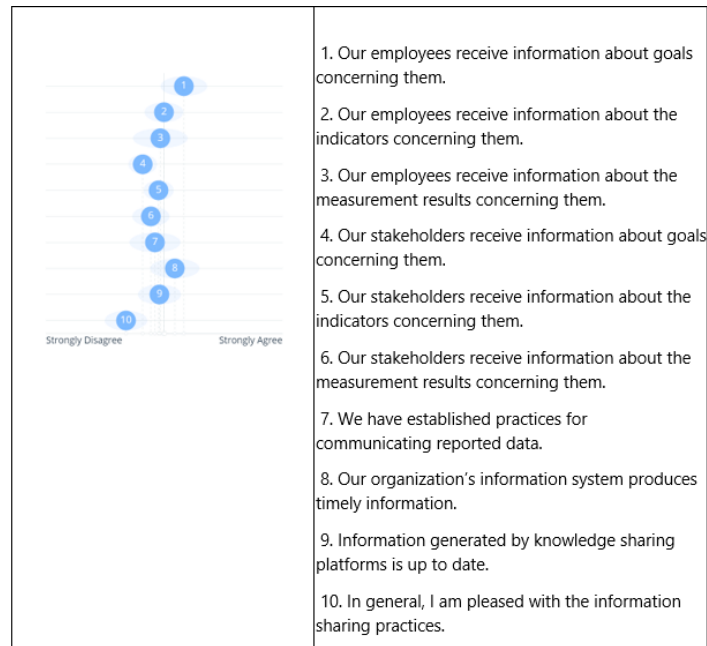 1
2
3
4
5
6
7
8
9
10
Strongly Disagree Strongly Agree
1. Our employees receive information about goals
concerning them.
2. Our employees receive information about the
indicators concerning them.
3. Our employees receive information about the
measurement results concerning them.
4. Our stakeholders receive information about goals
concerning them.
5. Our stakeholders receive information about the
indicators concerning them.
6. Our stakeholders receive information about the
measurement results concerning them.
7. We have established practices for
communicating reported data.
8. Our organization’s information system produces
timely information.
9. Information generated by knowledge sharing
platforms is up to date.
10. In general, I am pleased with the information
sharing practices.